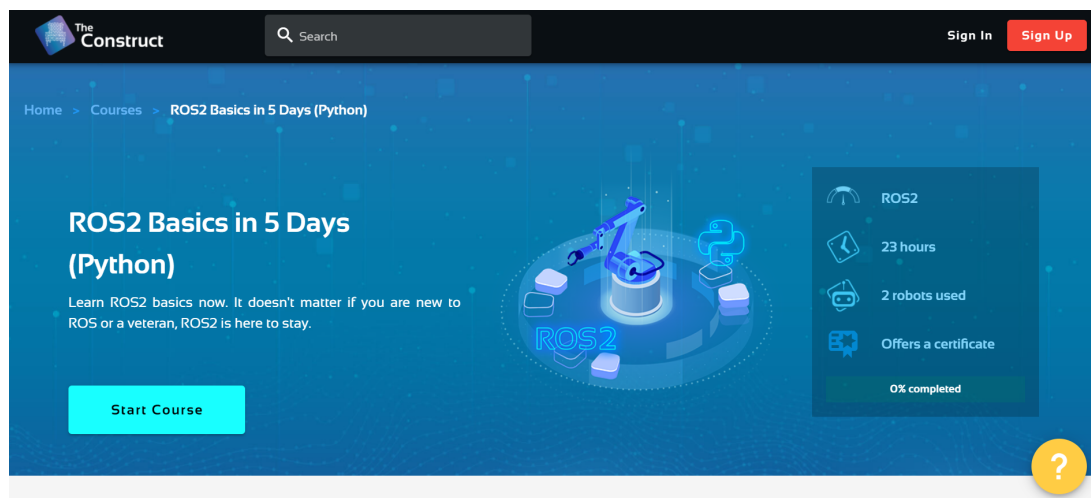 The
Construct
Search
Sign In
Sign Up
Home > Courses > ROS2 Basics in 5 Days (Python)
ROS2 Basics in 5 Days
(Python)
Learn ROS2 basics now. It doesn't matter if you are new to
ROS or a veteran, ROS2 is here to stay.
Start Course
ROS2
ROS2
23 hours
2 robots used
Offers a certificate
0% completed
?